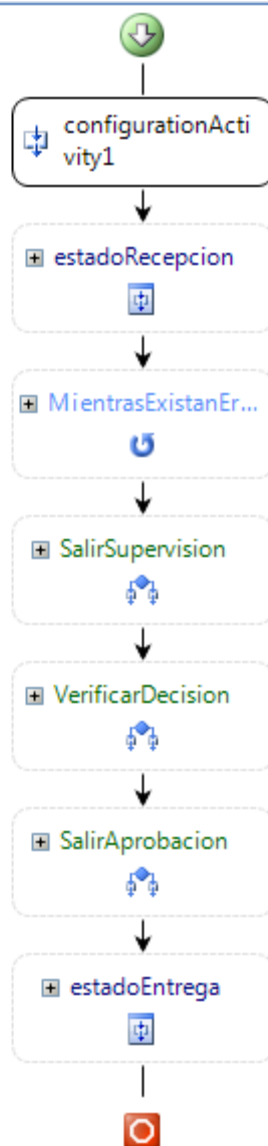 configurationActi
vity1
estadoRecepcion
MientrasExistanEr...
SalirSupervision
VerificarDecision
SalirAprobacion
estadoEntrega